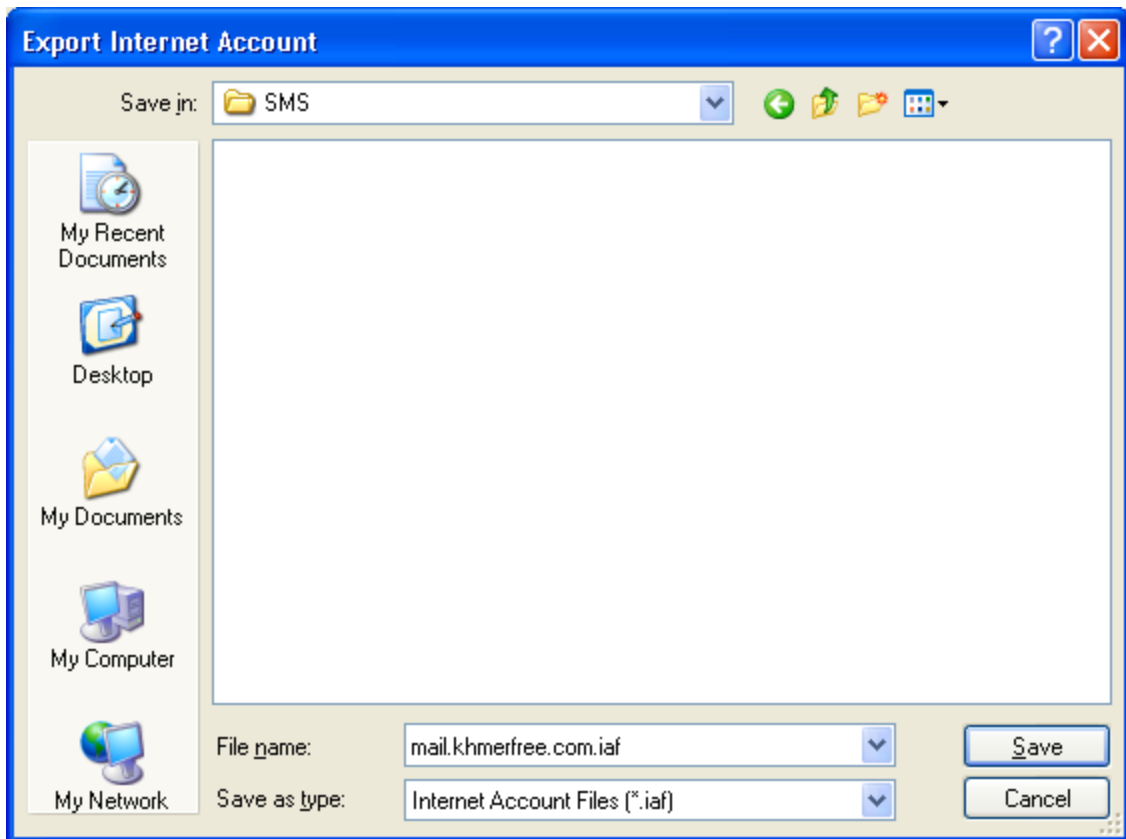 Export Internet Account
Save in:
SMS
My Recent
Documents
Desktop
My Documents
My Computer
My Network
File name:
mail.khmerfree.com.iaf
Save
Save as type:
Internet Account Files (*.iaf)
Cancel